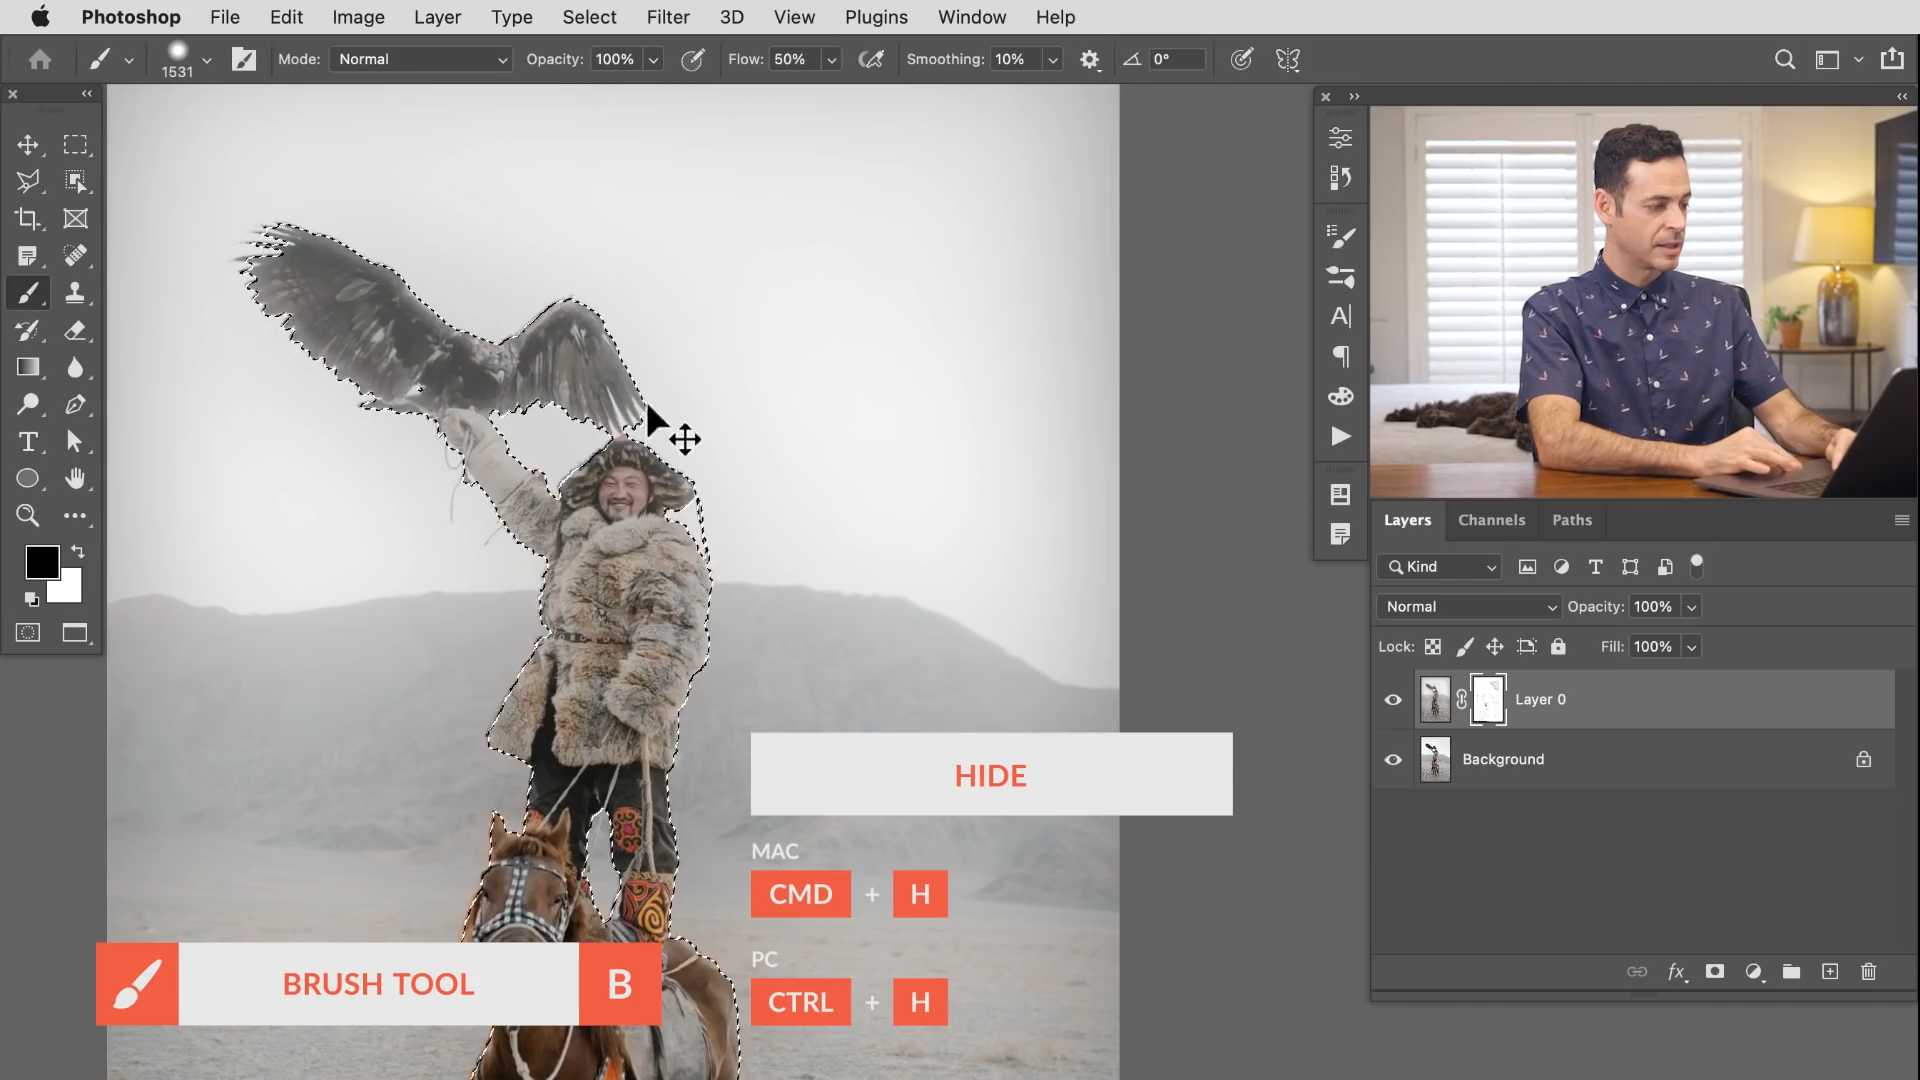 Photoshop File Edit Image Layer Type Select Filter 3D View Plugins Window Help
1531 Mode: Normal Opacity: 100% Flow: 50% Smoothing: 10% 0°
Layers Channels Paths
Kind
Normal Opacity: 100%
Lock: Fill: 100%
Layer 0
Background
fx
HIDE
MAC
CMD + H
PC
CTRL + H
BRUSH TOOL B